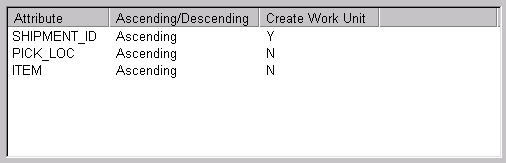 Attribute Ascending/Descending Create Work Unit
SHIPMENT_ID Ascending Y
PICK_LOC Ascending N
ITEM Ascending N